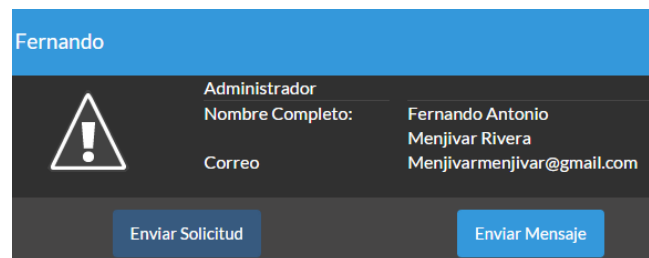 Fernando
Administrador
Nombre Completo: Fernando Antonio
Menjivar Rivera
Correo Menjivarmenjivar@gmail.com
Enviar Solicitud Enviar Mensaje